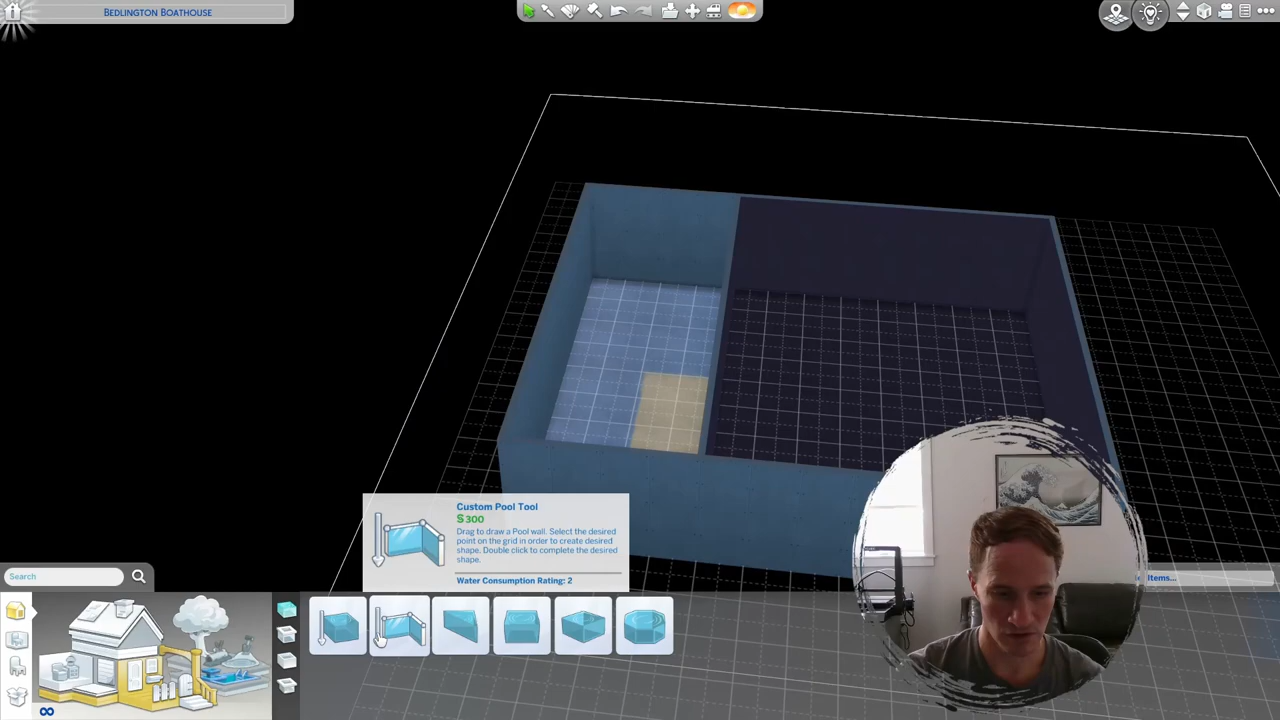 Bedlington Boathouse
Custom Pool Tool
§300
Drag to draw a Pool wall. Select the desired
point on the grid in order to create desired
shape. Double click to complete the desired
shape.
Water Consumption Rating: 2
Search
Items...